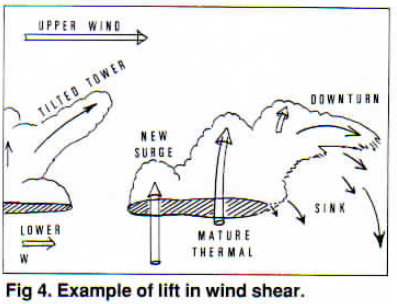 UPPER WIND
TILTED TOWER
DOWNTURN
NEW
SURGE
SINK
LOWER
W
MATURE
THERMAL
Fig 4. Example of lift in wind shear.